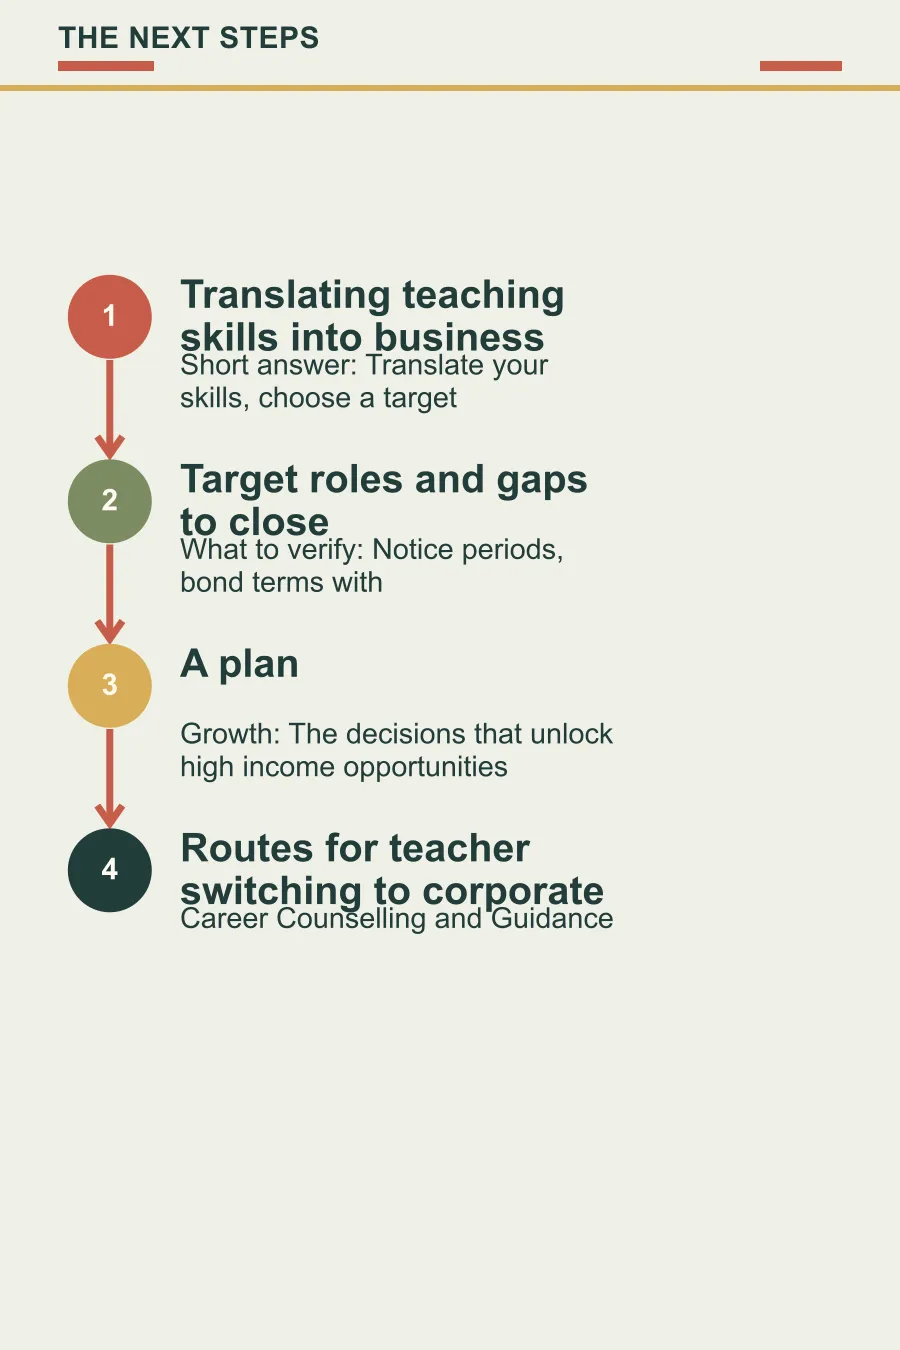 THE NEXT STEPS
1
Translating teaching
skills into business
Short answer: Translate your
skills, choose a target
2
Target roles and gaps
to close
What to verify: Notice periods,
bond terms with
3
A plan
Growth: The decisions that unlock
high income opportunities
4
Routes for teacher
switching to corporate
Career Counselling and Guidance